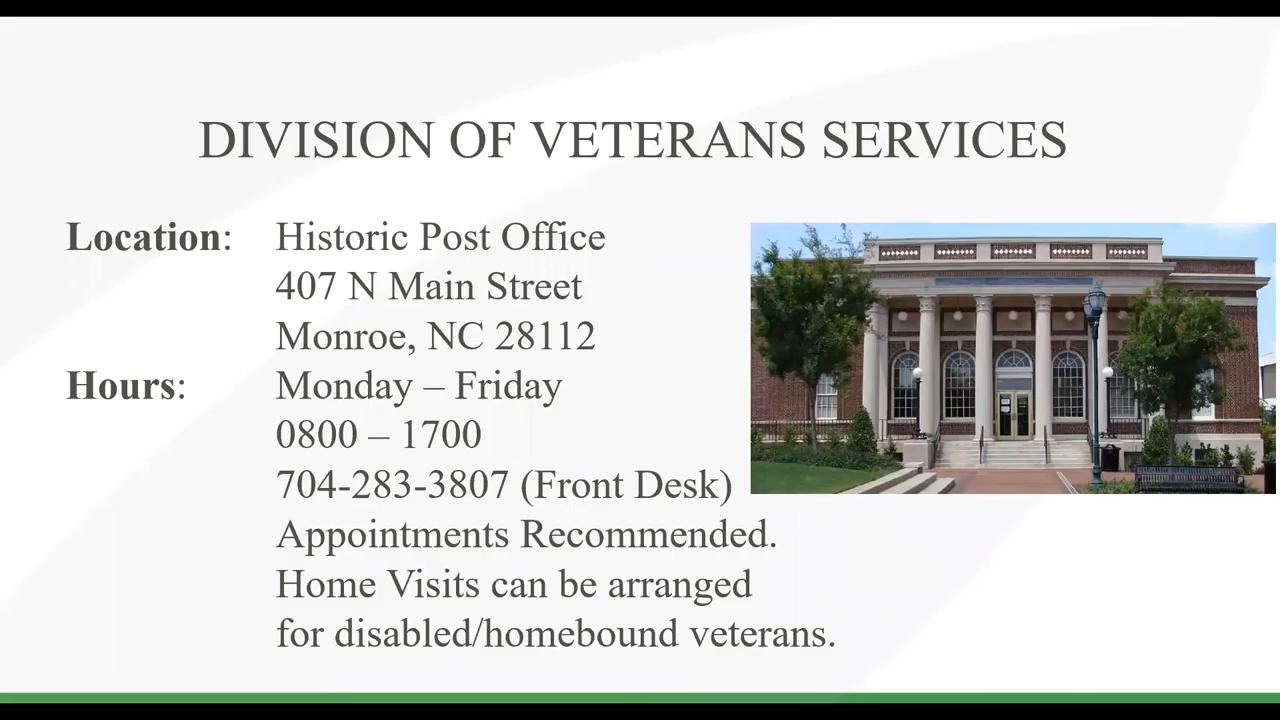 DIVISION OF VETERANS SERVICES
Location: Historic Post Office
407 N Main Street
Monroe, NC 28112
Hours: Monday – Friday
0800 – 1700
704-283-3807 (Front Desk)
Appointments Recommended.
Home Visits can be arranged
for disabled/homebound veterans.